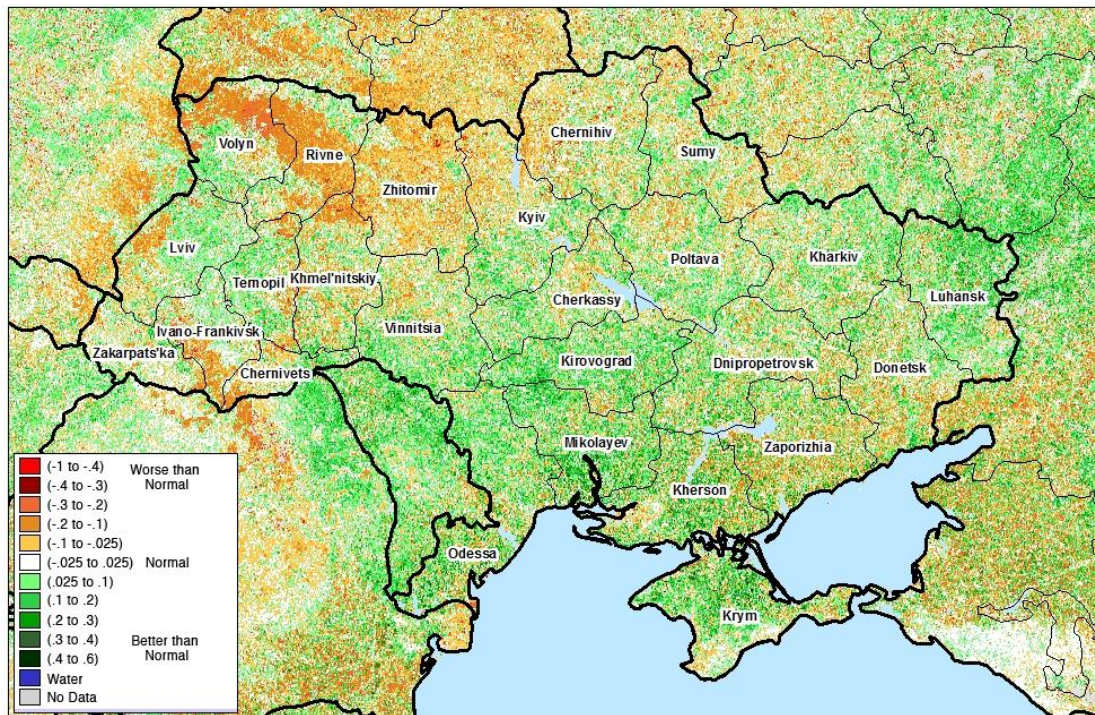 Chernihiv
Volyn
Sumy
Rivne
Zhitomir
Kyiv
Lviv
Poltava
Kharkiv
Ternopil
Khmel'nitskiy
Luhansk
Cherkassy
Ivano-Frankivsk
Vinnitsia
Zakarpats'ka
Kirovograd
Dnipropetrovsk
Donetsk
Chernivets
Mikolayev
Zaporizhia
Kherson
Odessa
Krym
(-1 to -.4) Worse than
(-.4 to -.3) Normal
(-.3 to -.2)
(-.2 to -.1)
(-.1 to -.025)
(-.025 to .025) Normal
(.025 to .1)
(.1 to .2)
(.2 to .3)
(.3 to .4) Better than
(.4 to .6) Normal
Water
No Data